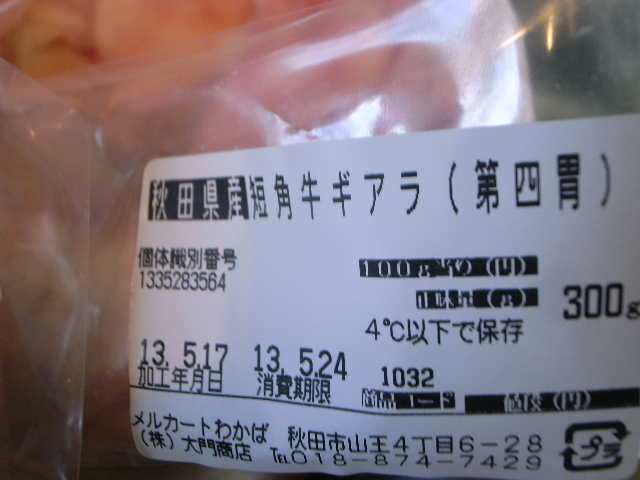 秋田県産短角牛ギアラ(第四胃)
個体識別番号
1335283564
100g当り(円)
正味量(g) 300g
4℃以下で保存
13. 5.17 13. 5.24
加工年月日 消費期限
1032
商品コード 値段(円)
メルカートわかば 秋田市山王4丁目6-28
(株)大門商店 TEL018-874-7429
プラ